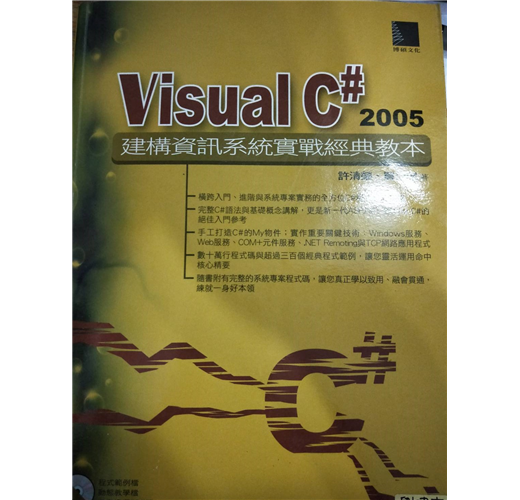 博碩文化
Visual C# 2005
建構資訊系統實戰經典教本
許清榮
橫跨入門、進階與系統專案實務的全方位
完整C#語法與基礎概念講解，更是新一代
絕佳入門參考
手工打造C#的My物件；實作重要關鍵技術：Windows服務、
Web服務、COM+元件服務、.NET Remoting與TCP網路應用程式
數十萬行程式碼與超過三百個經典程式範例，讓您靈活運用命中
核心精要
隨書附有完整的系統專案程式碼，讓您真正學以致用、融會貫通，
練就一身好本領
C#
程式範例檔